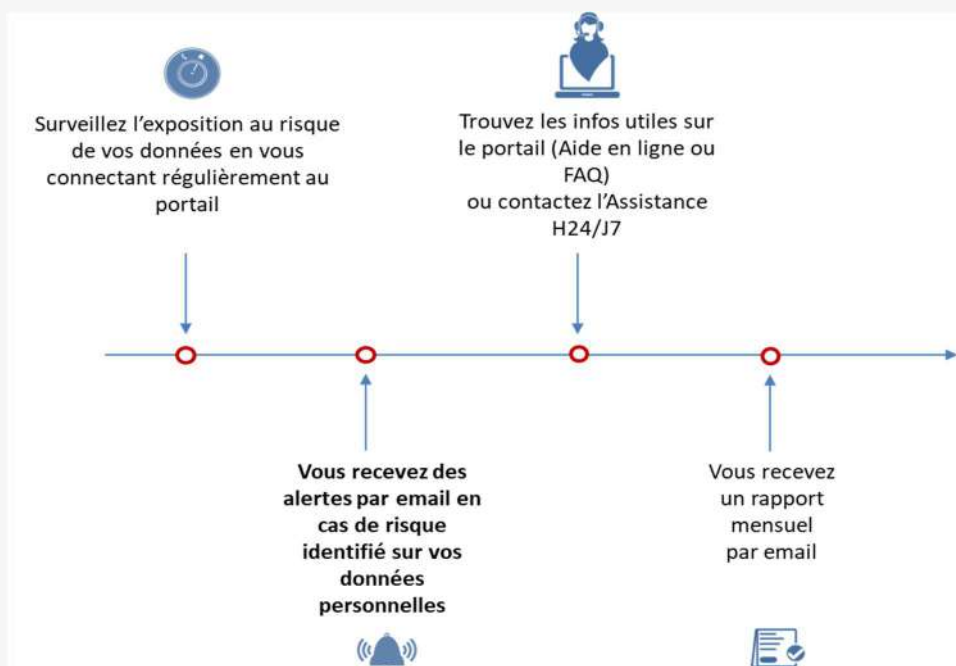 Surveillez l’exposition au risque
de vos données en vous
connectant régulièrement au
portail
Trouvez les infos utiles sur
le portail (Aide en ligne ou
FAQ)
ou contactez l’Assistance
H24/J7
Vous recevez des
alertes par email en
cas de risque
identifié sur vos
données
personnelles
Vous recevez
un rapport
mensuel
par email